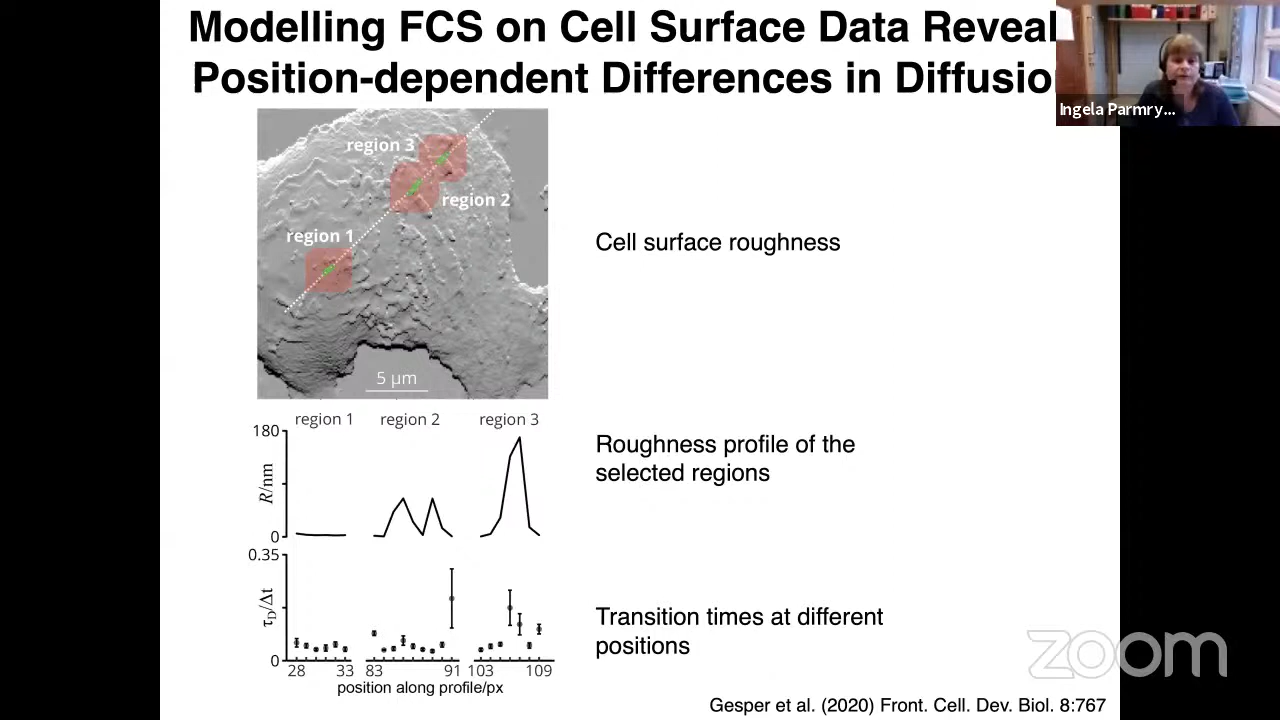 Modelling FCS on Cell Surface Data Reveal
Position-dependent Differences in Diffusio
Ingela Parmry...
region 3
region 2
region 1
5 μm
Cell surface roughness
region 1 region 2 region 3
180
R/nm
0
Roughness profile of the
selected regions
0.35
τD/Δt
0
28 33 83 91 103 109
position along profile/px
Transition times at different
positions
zoom
Gesper et al. (2020) Front. Cell. Dev. Biol. 8:767